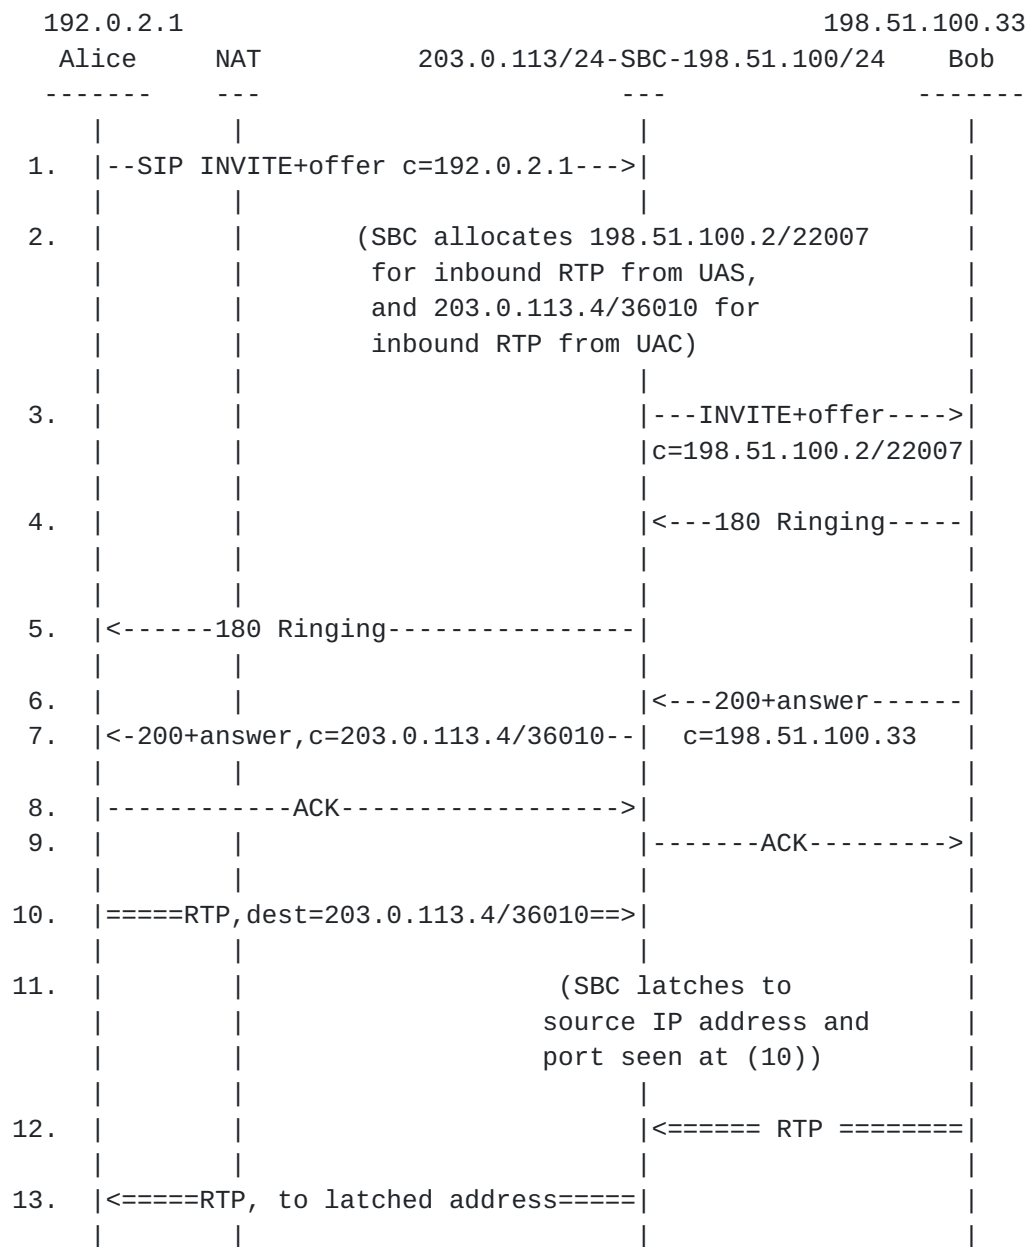 192.0.2.1                                         198.51.100.33
   Alice     NAT          203.0.113/24-SBC-198.51.100/24    Bob
  -------    ---                       ---                -------
     |        |                         |                    |
 1.  |--SIP INVITE+offer c=192.0.2.1--->|                    |
     |        |                         |                    |
 2.  |        |       (SBC allocates 198.51.100.2/22007      |
     |        |        for inbound RTP from UAS,             |
     |        |        and 203.0.113.4/36010 for             |
     |        |        inbound RTP from UAC)                 |
     |        |                         |                    |
 3.  |        |                         |---INVITE+offer---->|
     |        |                         |c=198.51.100.2/22007|
     |        |                         |                    |
 4.  |        |                         |<---180 Ringing-----|
     |        |                         |                    |
     |        |                         |                    |
 5.  |<------180 Ringing----------------|                    |
     |        |                         |                    |
 6.  |        |                         |<---200+answer------|
 7.  |<-200+answer,c=203.0.113.4/36010--|  c=198.51.100.33   |
     |        |                         |                    |
 8.  |------------ACK------------------>|                    |
 9.  |        |                         |-------ACK--------->|
     |        |                         |                    |
10.  |=====RTP,dest=203.0.113.4/36010==>|                    |
     |        |                         |                    |
11.  |        |                    (SBC latches to           |
     |        |                   source IP address and      |
     |        |                   port seen at (10))         |
     |        |                         |                    |
12.  |        |                         |<====== RTP ========|
     |        |                         |                    |
13.  |<=====RTP, to latched address=====|                    |
     |        |                         |                    |